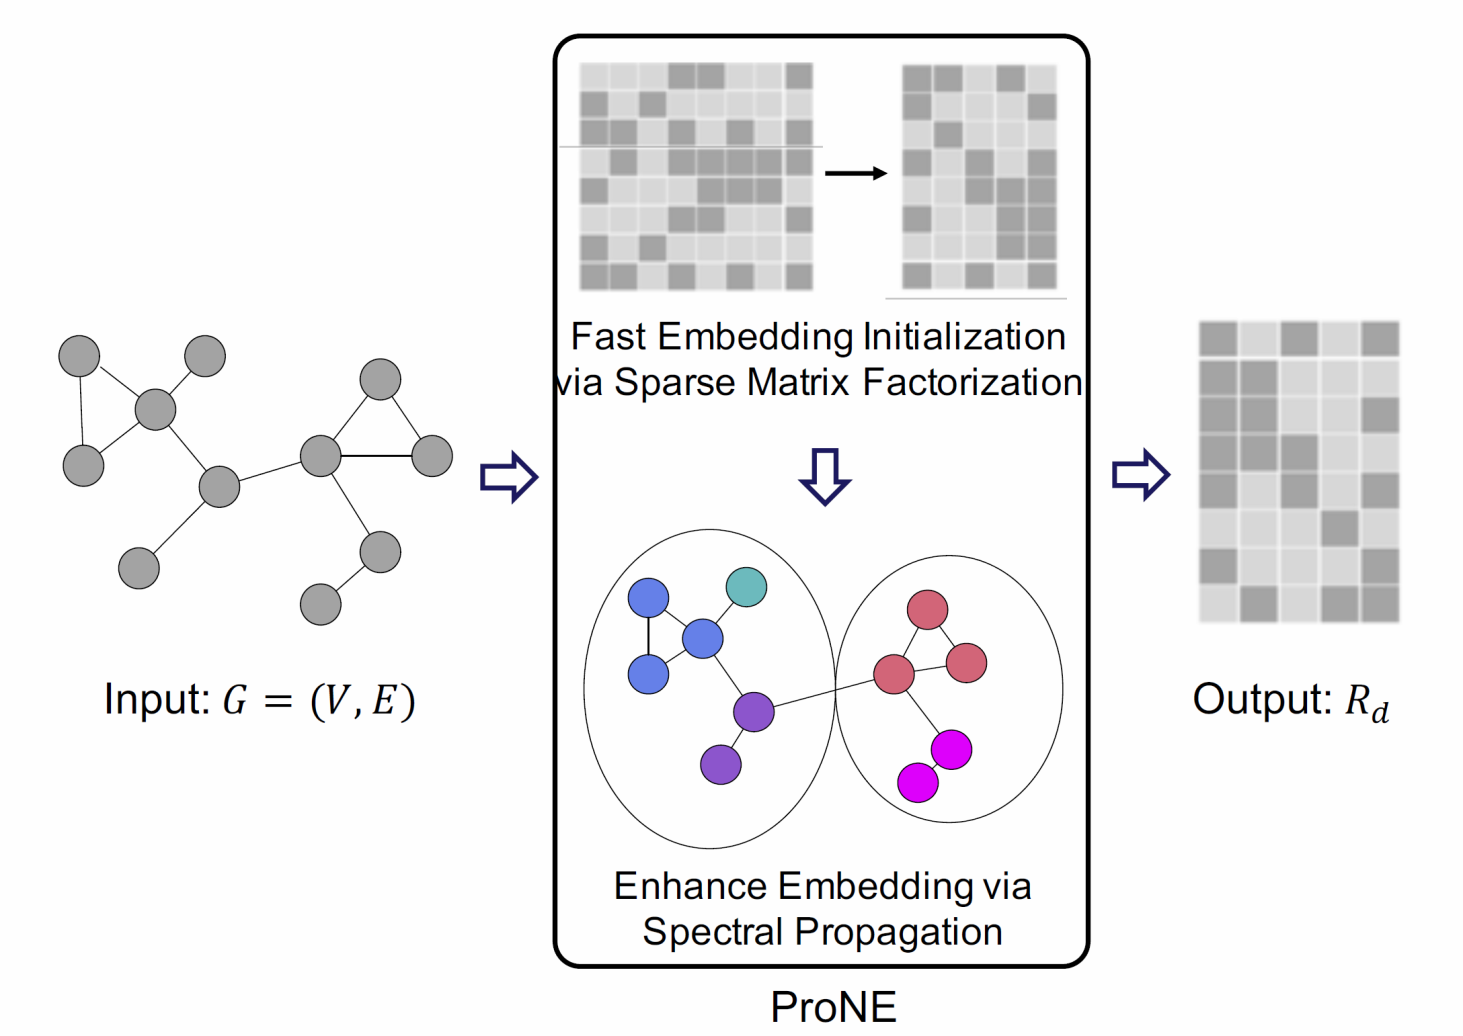 Fast Embedding Initialization
via Sparse Matrix Factorization
Input: G = (V, E)
Output: R_d
Enhance Embedding via
Spectral Propagation
ProNE